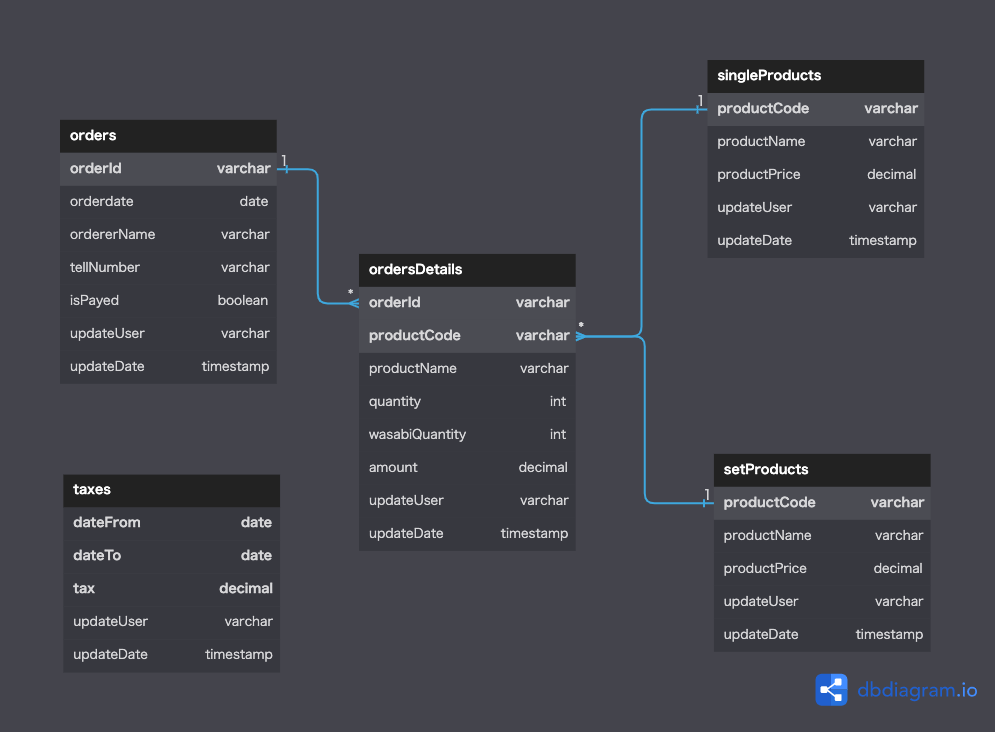 orders
orderId varchar 1
orderdate date
ordererName varchar
tellNumber varchar
isPayed boolean
updateUser varchar
updateDate timestamp
taxes
dateFrom date
dateTo date
tax decimal
updateUser varchar
updateDate timestamp
ordersDetails
* orderId varchar
productCode varchar *
productName varchar
quantity int
wasabiQuantity int
amount decimal
updateUser varchar
updateDate timestamp
singleProducts
1 productCode varchar
productName varchar
productPrice decimal
updateUser varchar
updateDate timestamp
setProducts
1 productCode varchar
productName varchar
productPrice decimal
updateUser varchar
updateDate timestamp
dbdiagram.io